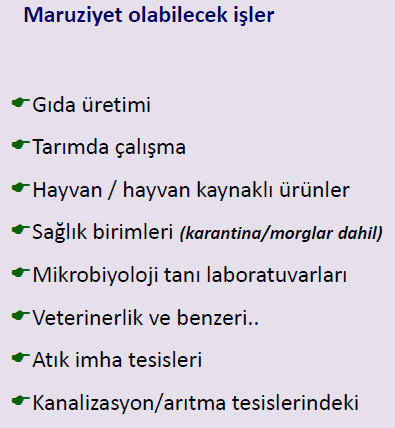 Maruziyet olabilecek işler
Gıda üretimi
Tarımda çalışma
Hayvan / hayvan kaynaklı ürünler
Sağlık birimleri (karantina/morglar dahil)
Mikrobiyoloji tanı laboratuvarları
Veterinerlik ve benzeri..
Atık imha tesisleri
Kanalizasyon/arıtma tesislerindeki